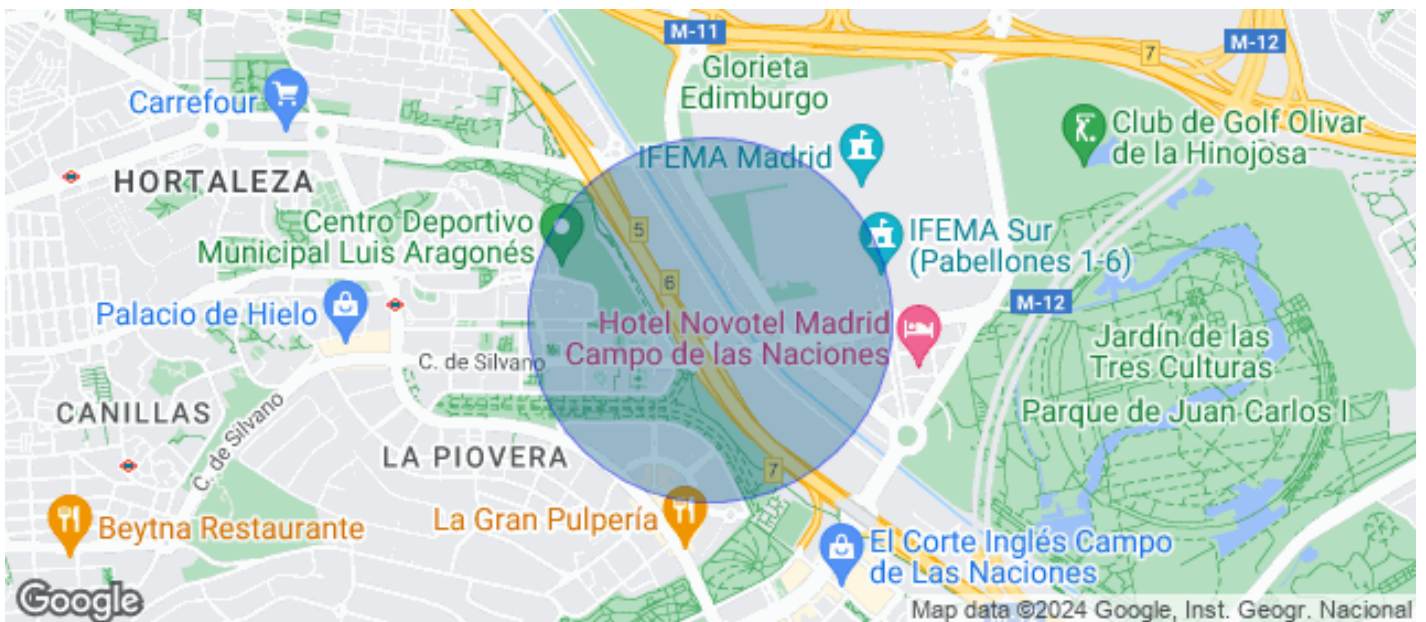 M-11
7
M-12
Glorieta
Edimburgo
Carrefour
Club de Golf Olivar
de la Hinojosa
IFEMA Madrid
HORTALEZA
Centro Deportivo
Municipal Luis Aragonés
5
IFEMA Sur
(Pabellones 1-6)
6
M-12
Palacio de Hielo
Hotel Novotel Madrid
Campo de las Naciones
Jardín de las
Tres Culturas
C. de Silvano
CANILLAS
C. de Silvano
Parque de Juan Carlos I
LA PIOVERA
7
La Gran Pulpería
Beytna Restaurante
El Corte Inglés Campo
de Las Naciones
Google
Map data ©2024 Google, Inst. Geogr. Nacional